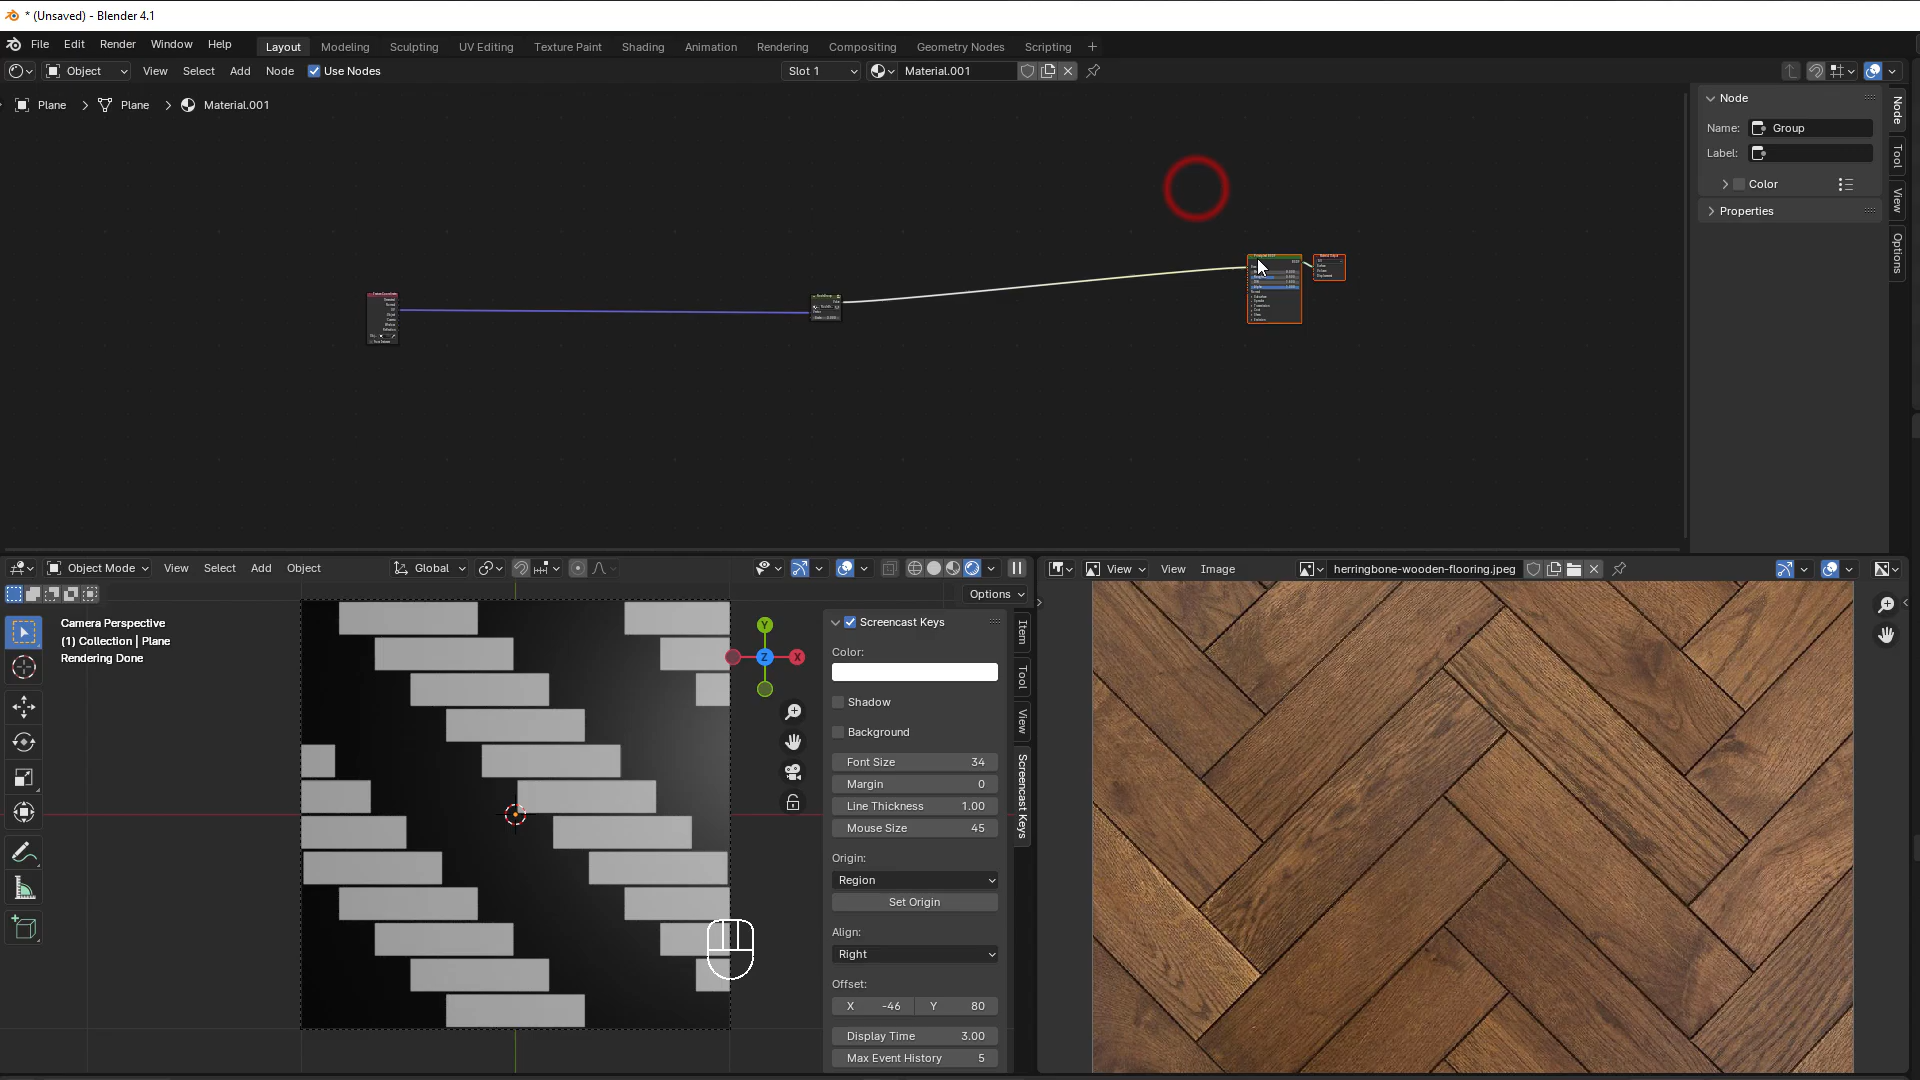 * (Unsaved) - Blender 4.1
File Edit Render Window Help Layout Modeling Sculpting UV Editing Texture Paint Shading Animation Rendering Compositing Geometry Nodes Scripting +
Object View Select Add Node Use Nodes Slot 1 Material.001
Plane > Plane > Material.001
Node
Name: Group
Label:
Color
Properties
Node
Tool
View
Options
Object Mode View Select Add Object Global
Options
Camera Perspective
(1) Collection | Plane
Rendering Done
Y
X
Z
Screencast Keys
Color:
Shadow
Background
Font Size 34
Margin 0
Line Thickness 1.00
Mouse Size 45
Origin:
Region
Set Origin
Align:
Right
Offset:
X -46 Y 80
Display Time 3.00
Max Event History 5
Item
Tool
View
Screencast Keys
View View Image herringbone-wooden-flooring.jpeg